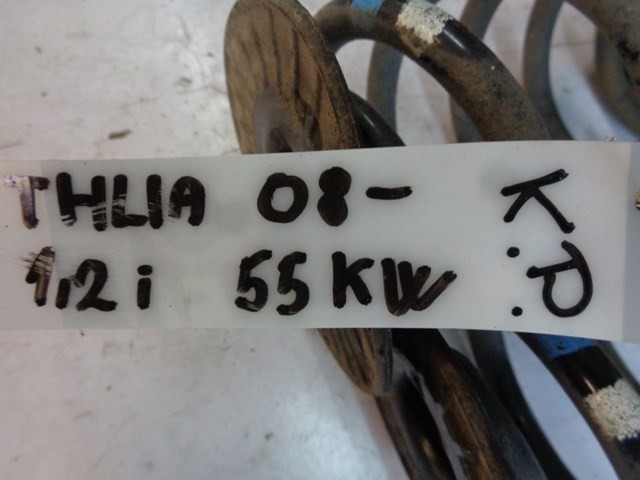 THLIA 08-
1,2i 55KW
K.P.